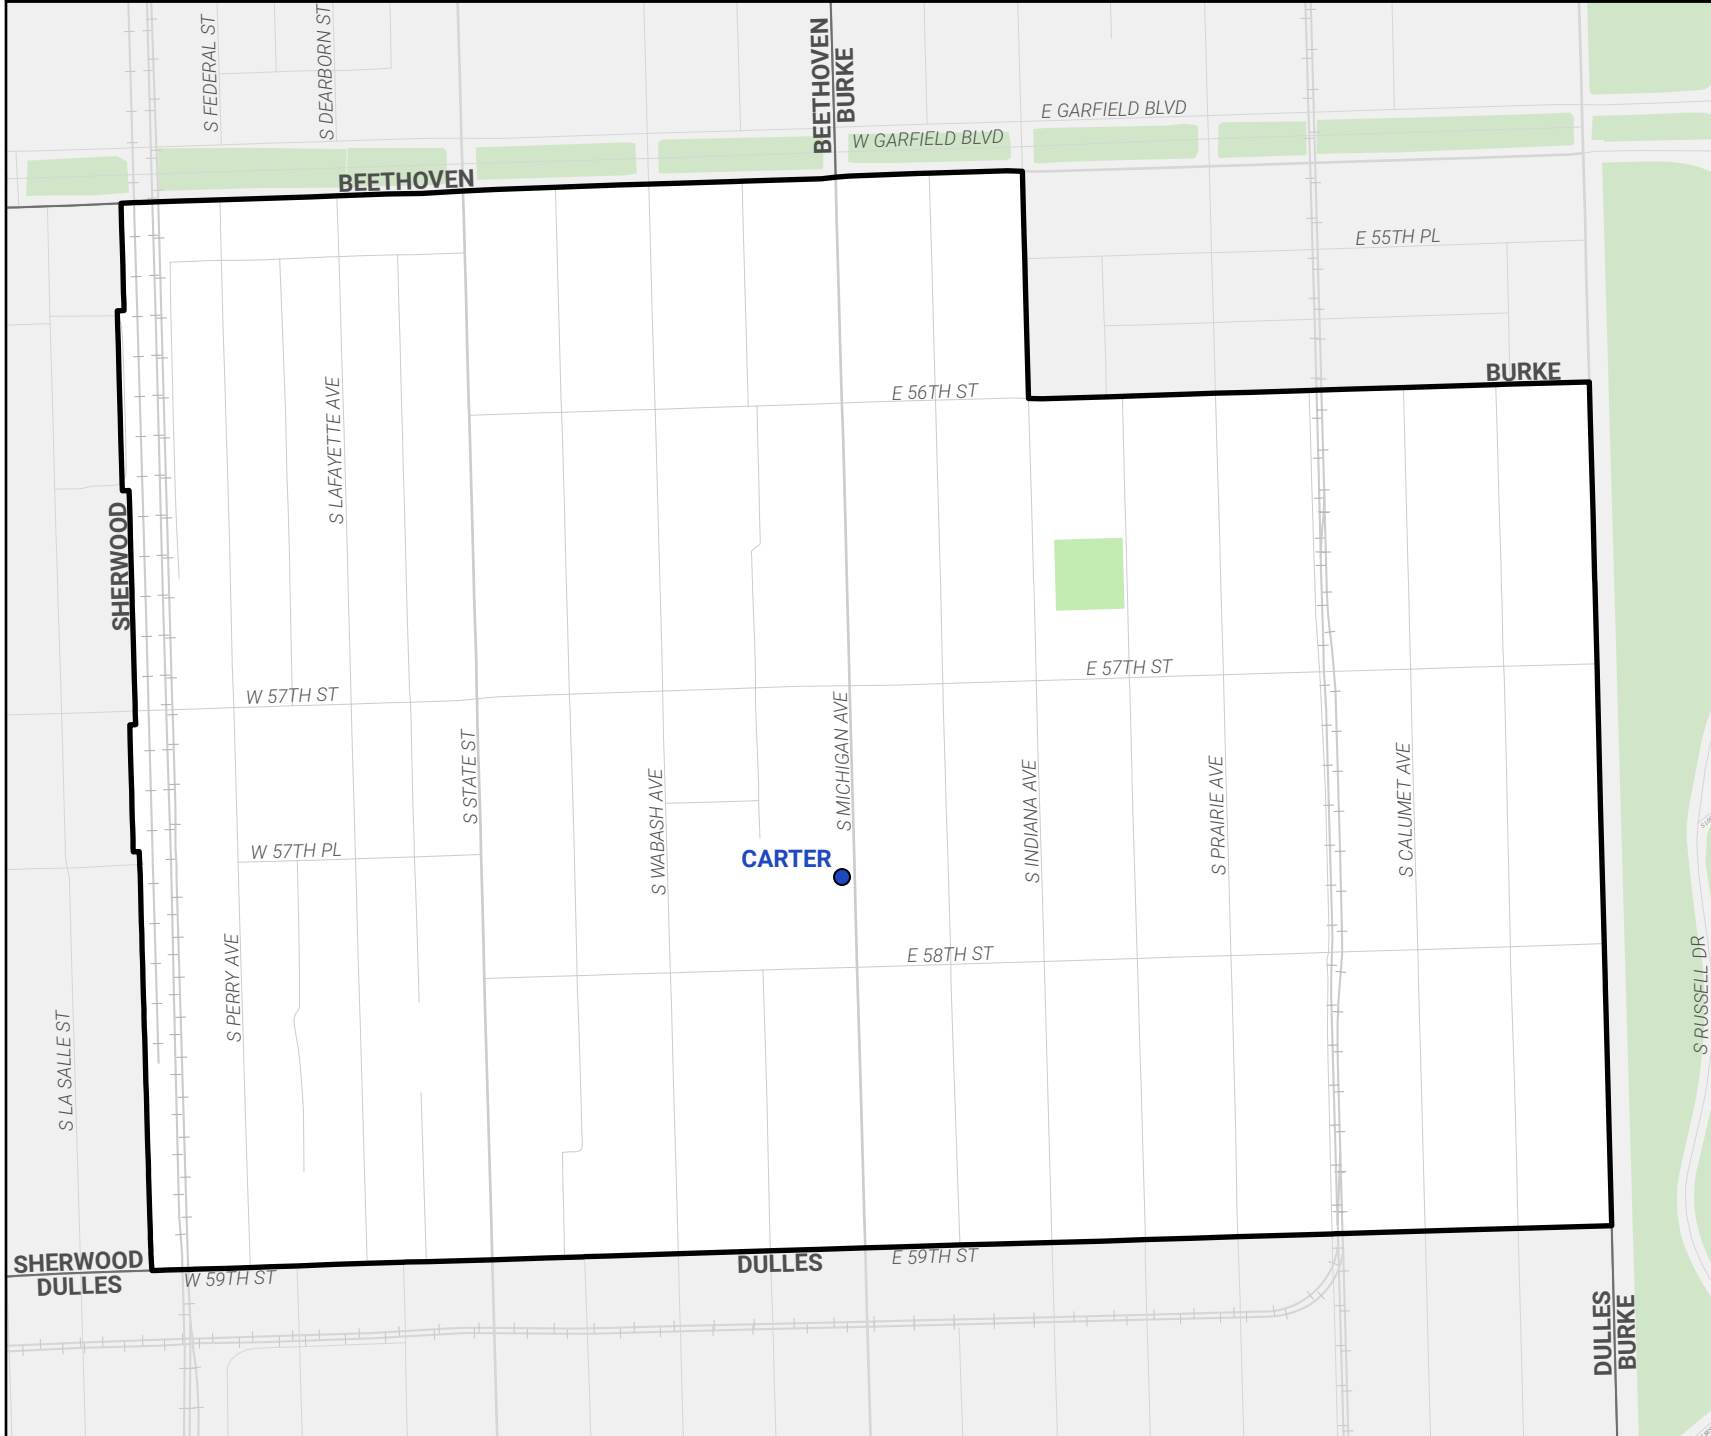 S FEDERAL ST
S DEARBORN ST
BEETHOVEN
BURKE
E GARFIELD BLVD
W GARFIELD BLVD
BEETHOVEN
E 55TH PL
BURKE
E 56TH ST
S LAFAYETTE AVE
SHERWOOD
E 57TH ST
W 57TH ST
S STATE ST
S WABASH AVE
S MICHIGAN AVE
S INDIANA AVE
S PRAIRIE AVE
S CALUMET AVE
W 57TH PL
CARTER
E 58TH ST
S PERRY AVE
S LA SALLE ST
S RUSSELL DR
SHERWOOD
DULLES
W 59TH ST
DULLES
E 59TH ST
DULLES
BURKE